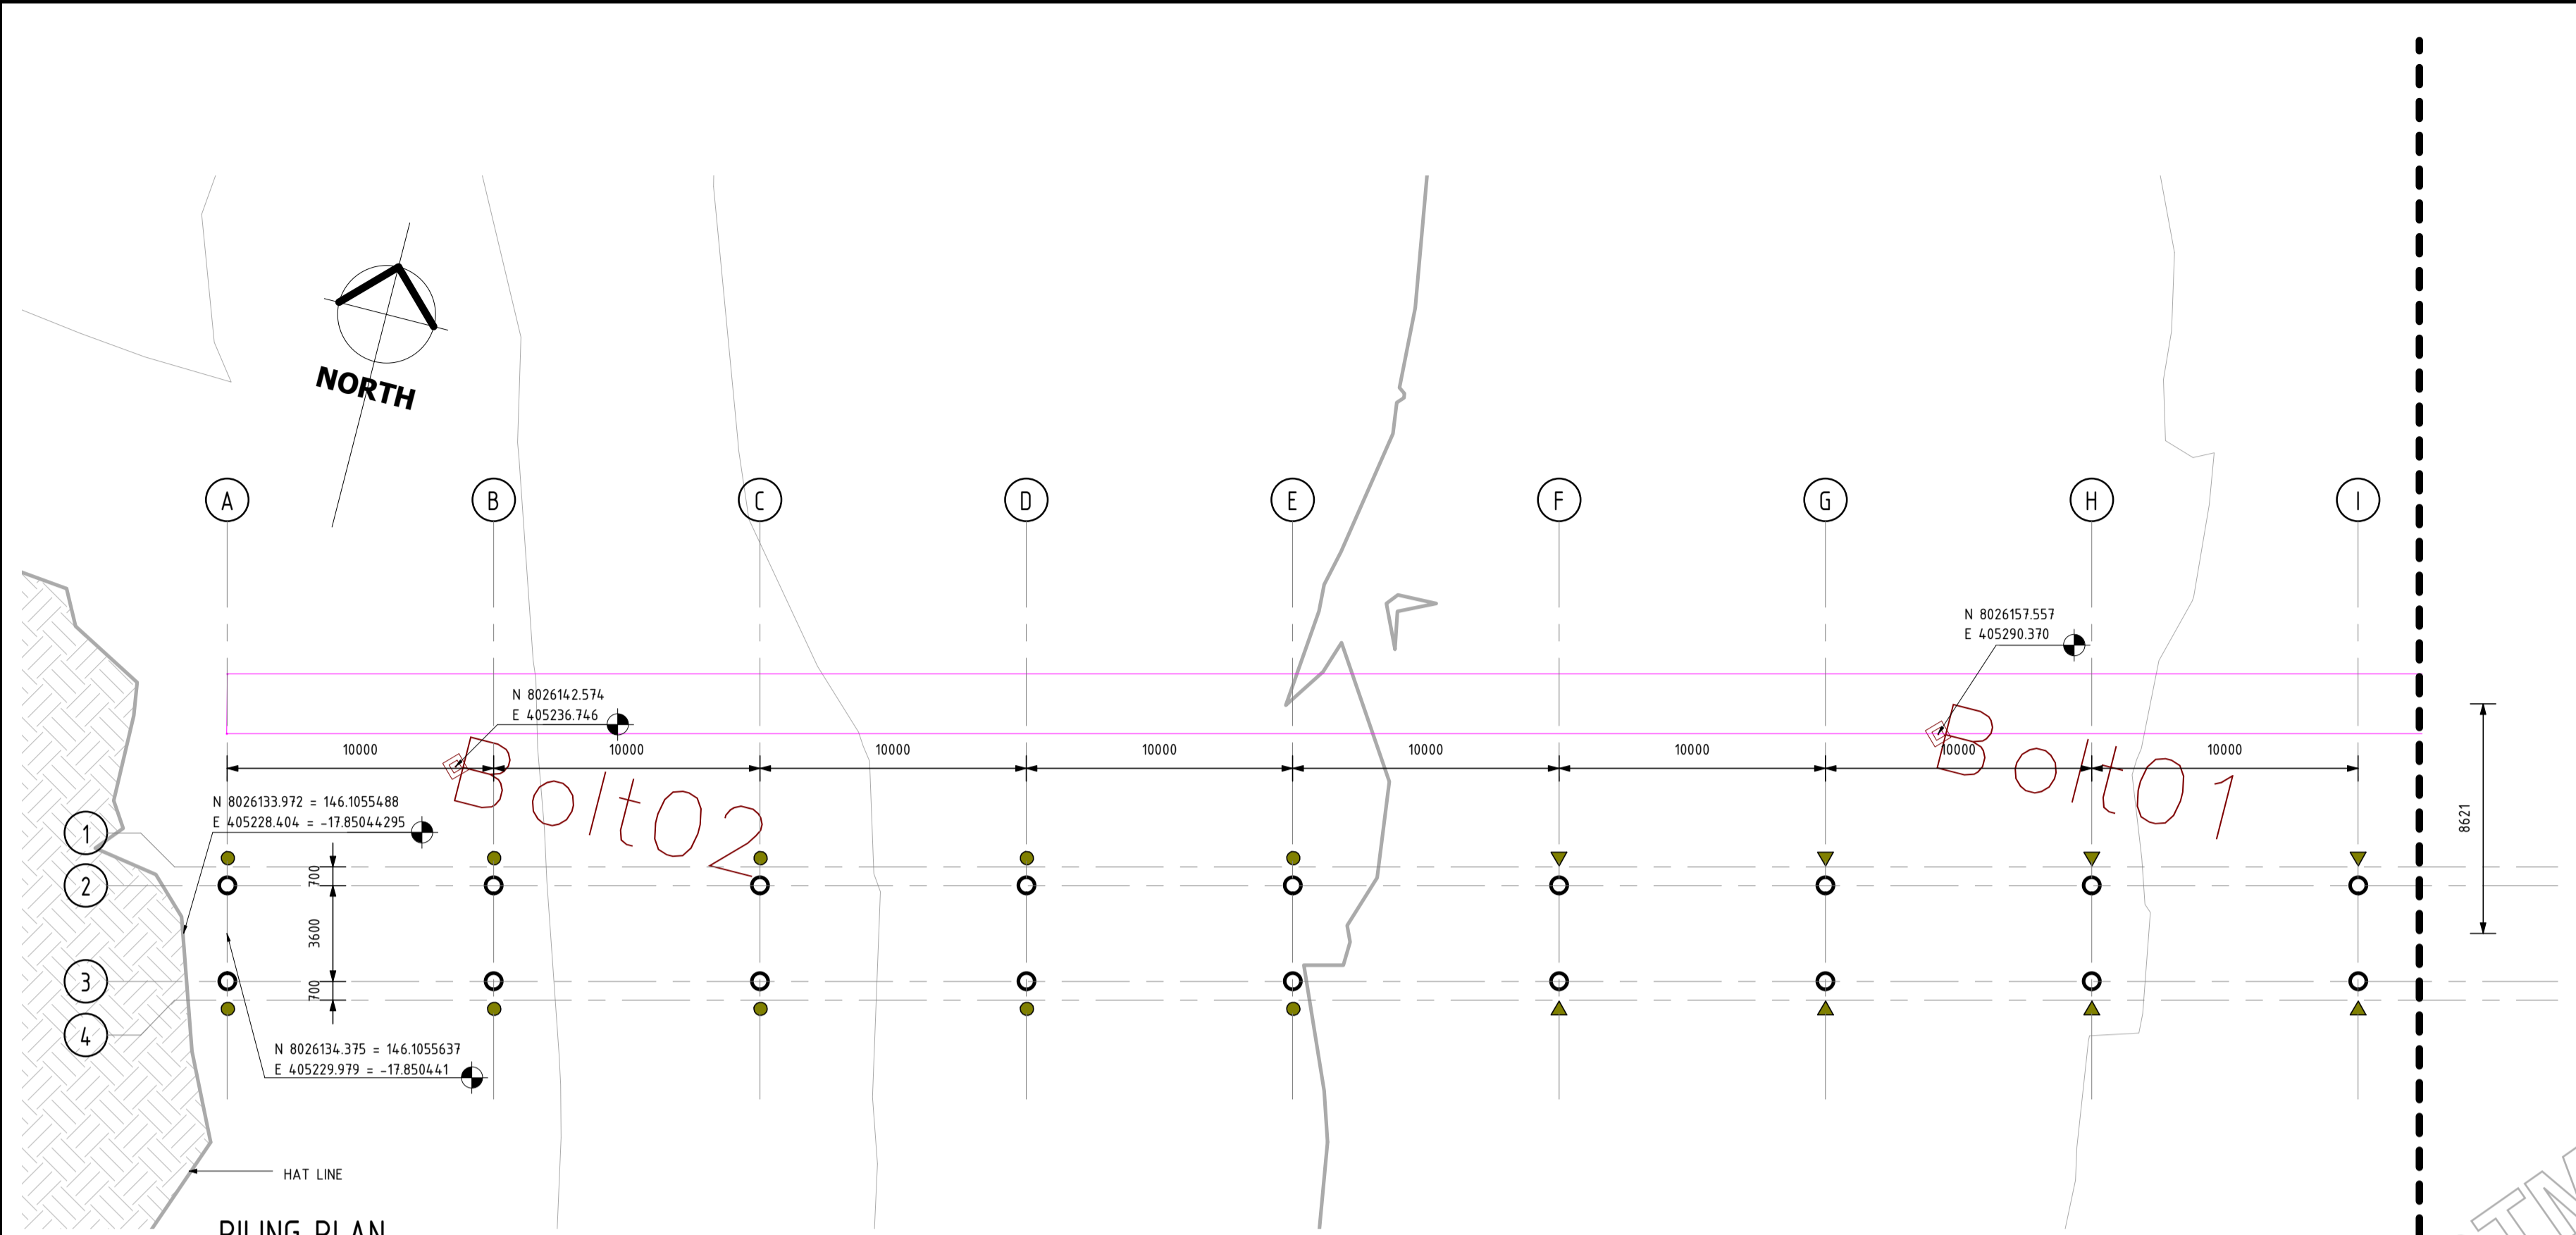 NORTH
A B C D E F G H I
N 8026157.557
E 405290.370
N 8026142.574
E 405236.746
10000 10000 10000 10000 10000 10000 10000 10000
Bolt02
Bolt01
N 8026133.972 = 146.1055488
E 405228.404 = -17.85044295
8621
1
700
2
3600
3
700
4
N 8026134.375 = 146.1055637
E 405229.979 = -17.850441
HAT LINE
PILING PLAN
TM